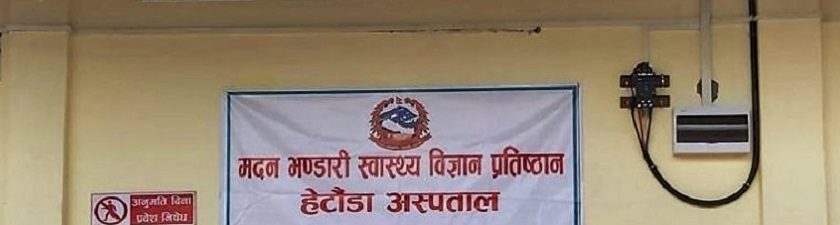 मदन भण्डारी स्वास्थ्य विज्ञान प्रतिष्ठान
हेटौंडा अस्पताल
अनुमति बिना
प्रवेश निषेध